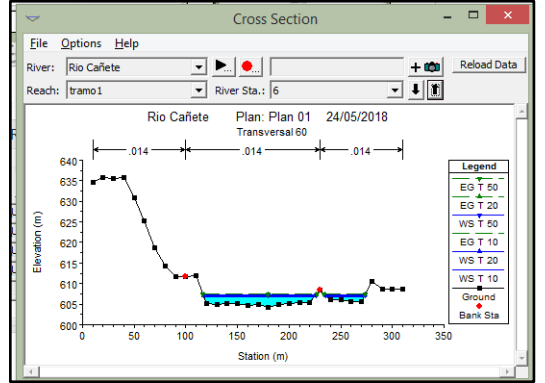 Cross Section
File Options Help
River: Rio Cañete
Reload Data
Reach: tramo1 River Sta.: 6
Rio Cañete Plan: Plan 01 24/05/2018
Transversal 60
.014 .014 .014
Legend
EG T 50
EG T 20
WS T 50
EG T 10
WS T 20
WS T 10
Ground
Bank Sta
Elevation (m)
640
635
630
625
620
615
610
605
600
0 50 100 150 200 250 300 350
Station (m)